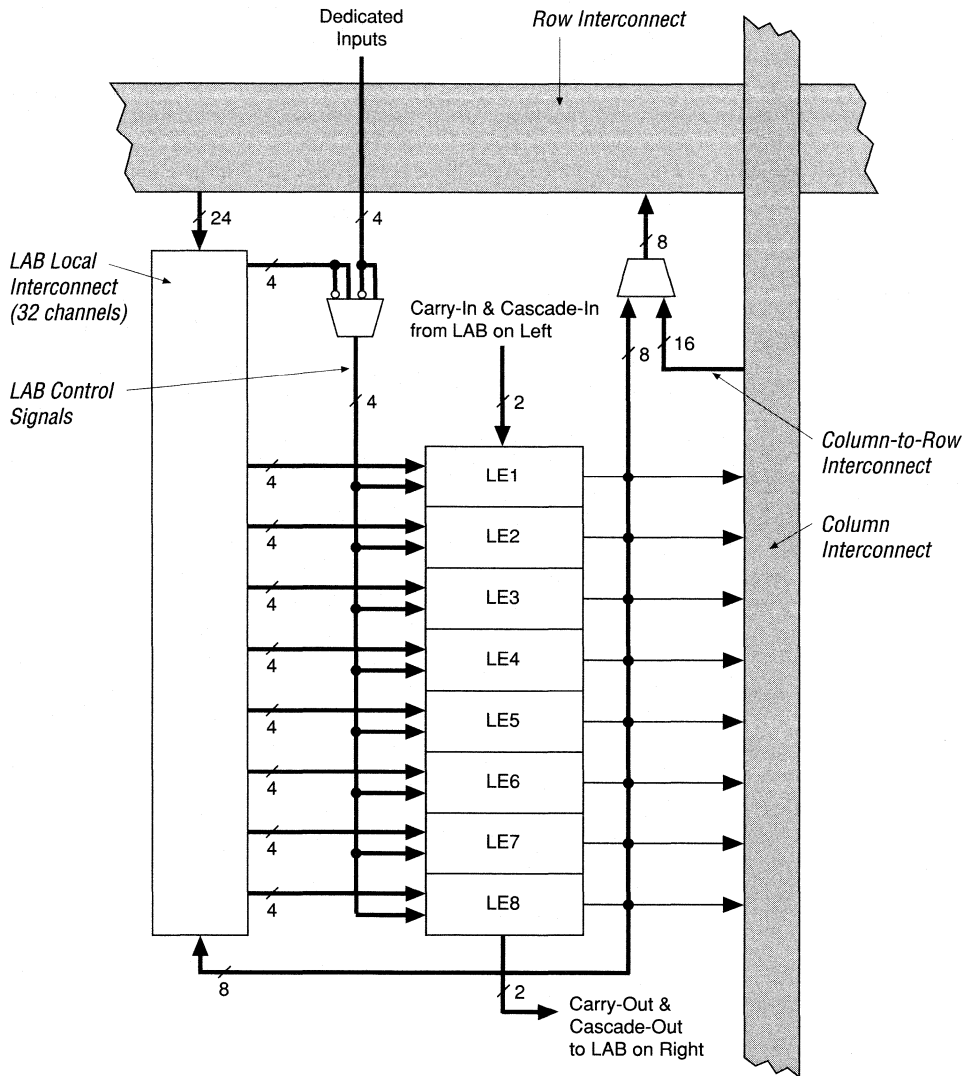 Dedicated
Inputs
Row Interconnect
24
4
8
LAB Local
Interconnect
(32 channels)
4
Carry-In & Cascade-In
from LAB on Left
8
16
LAB Control
Signals
4
2
Column-to-Row
Interconnect
4
LE1
4
LE2
Column
Interconnect
4
LE3
4
LE4
4
LE5
4
LE6
4
LE7
4
LE8
8
2
Carry-Out &
Cascade-Out
to LAB on Right